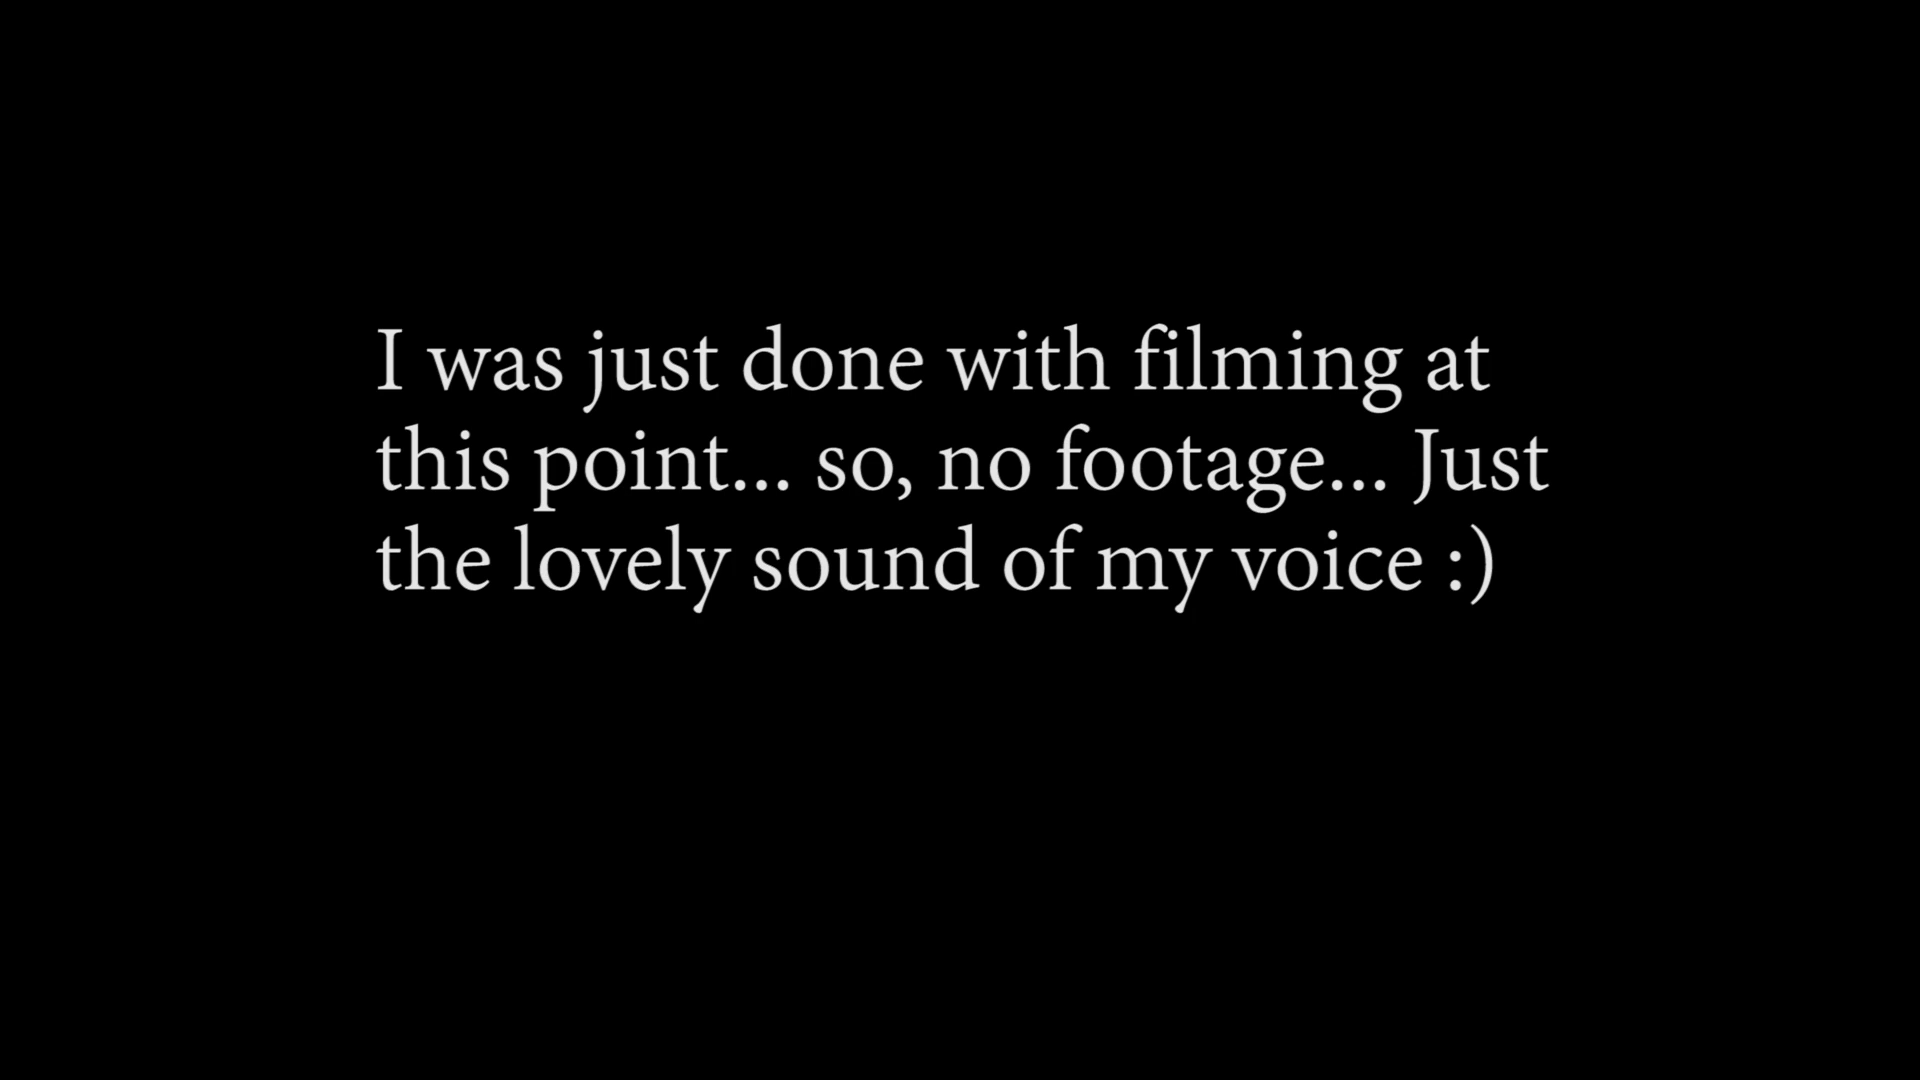 I was just done with filming at
this point... so, no footage... Just
the lovely sound of my voice :)